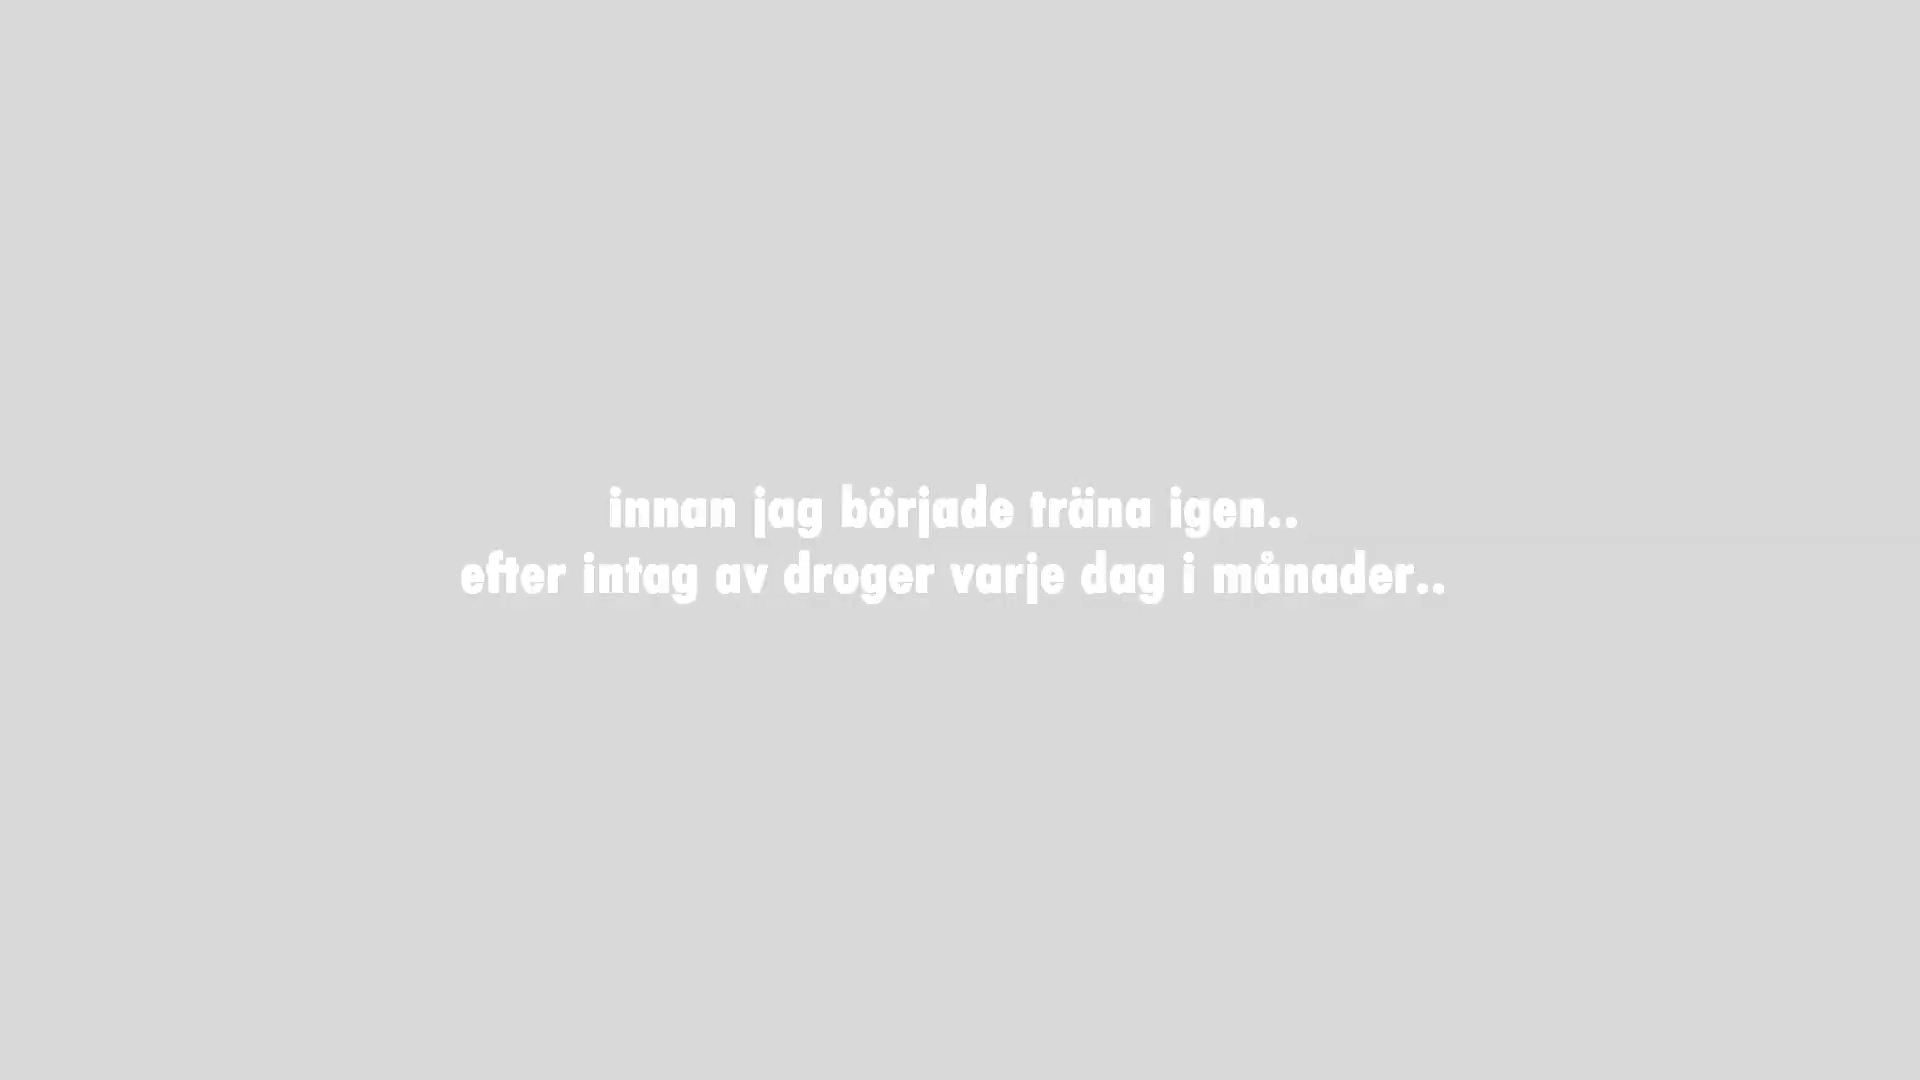 innan jag började träna igen..
efter intag av droger varje dag i månader..